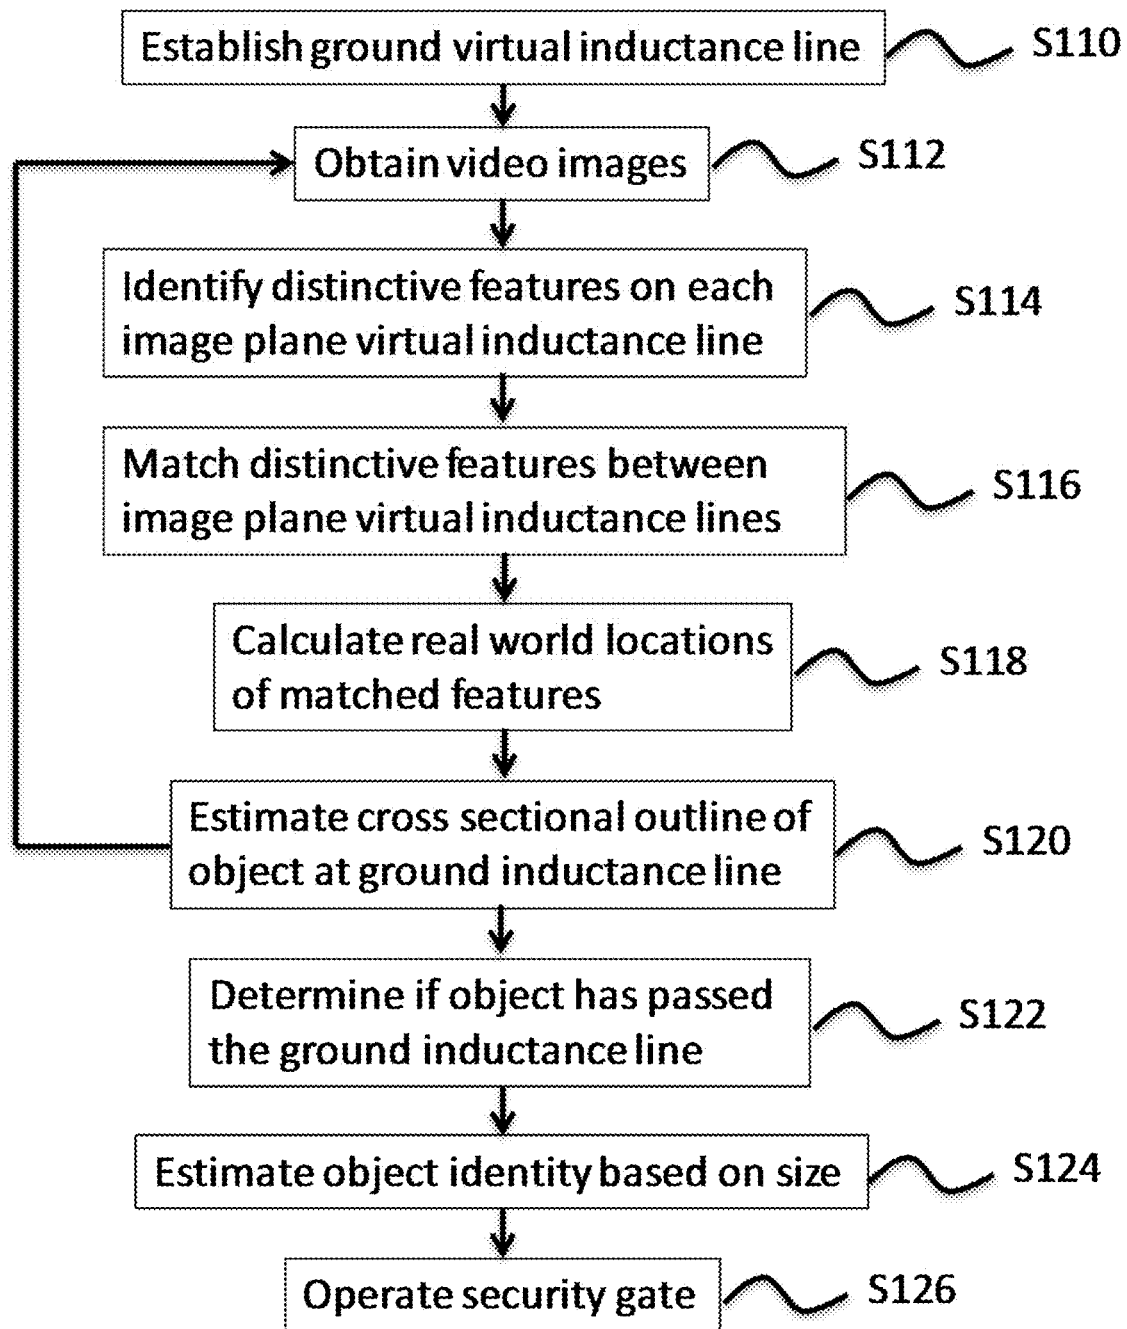 Establish ground virtual inductance line
S110
Obtain video images
S112
Identify distinctive features on each
image plane virtual inductance line
S114
Match distinctive features between
image plane virtual inductance lines
S116
Calculate real world locations
of matched features
S118
Estimate cross sectional outline of
object at ground inductance line
S120
Determine if object has passed
the ground inductance line
S122
Estimate object identity based on size
S124
Operate security gate
S126